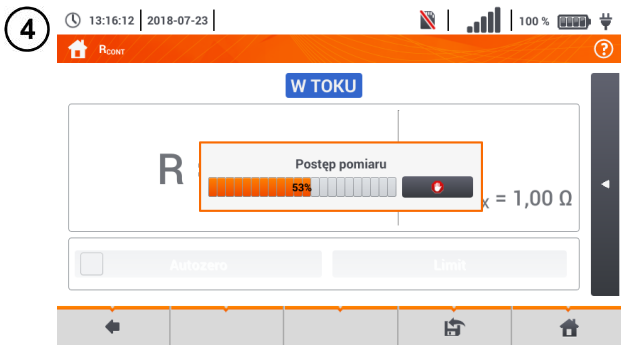 4
13:16:12 2018-07-23 100 %
RCONT ?
W TOKU
Postęp pomiaru
R
53%
x = 1,00 Ω
Autozero Limit